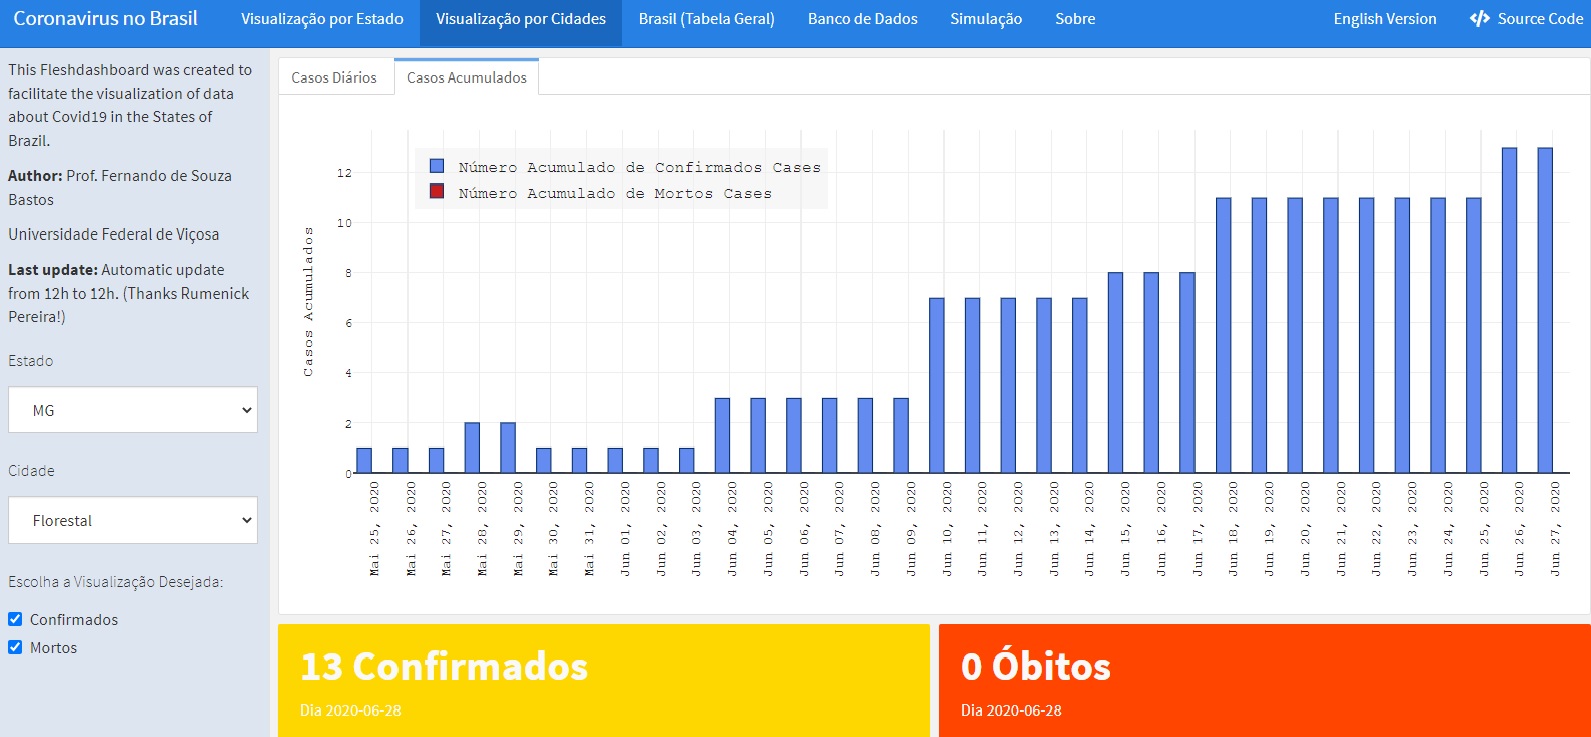 Coronavirus no Brasil
Visualização por Estado
Visualização por Cidades
Brasil (Tabela Geral)
Banco de Dados
Simulação
Sobre
English Version
Source Code
This Fleshdashboard was created to
facilitate the visualization of data
about Covid19 in the States of
Brazil.
Author: Prof. Fernando de Souza
Bastos
Universidade Federal de Viçosa
Last update: Automatic update
from 12h to 12h. (Thanks Rumenick
Pereira!)
Estado
MG
Cidade
Florestal
Escolha a Visualização Desejada:
Confirmados
Mortos
Casos Diários
Casos Acumulados
Número Acumulado de Confirmados Cases
Número Acumulado de Mortos Cases
Casos Acumulados
12
10
8
6
4
2
0
Mai 25, 2020
Mai 26, 2020
Mai 27, 2020
Mai 28, 2020
Mai 29, 2020
Mai 30, 2020
Mai 31, 2020
Jun 01, 2020
Jun 02, 2020
Jun 03, 2020
Jun 04, 2020
Jun 05, 2020
Jun 06, 2020
Jun 07, 2020
Jun 08, 2020
Jun 09, 2020
Jun 10, 2020
Jun 11, 2020
Jun 12, 2020
Jun 13, 2020
Jun 14, 2020
Jun 15, 2020
Jun 16, 2020
Jun 17, 2020
Jun 18, 2020
Jun 19, 2020
Jun 20, 2020
Jun 21, 2020
Jun 22, 2020
Jun 23, 2020
Jun 24, 2020
Jun 25, 2020
Jun 26, 2020
Jun 27, 2020
13 Confirmados
Dia 2020-06-28
0 Óbitos
Dia 2020-06-28